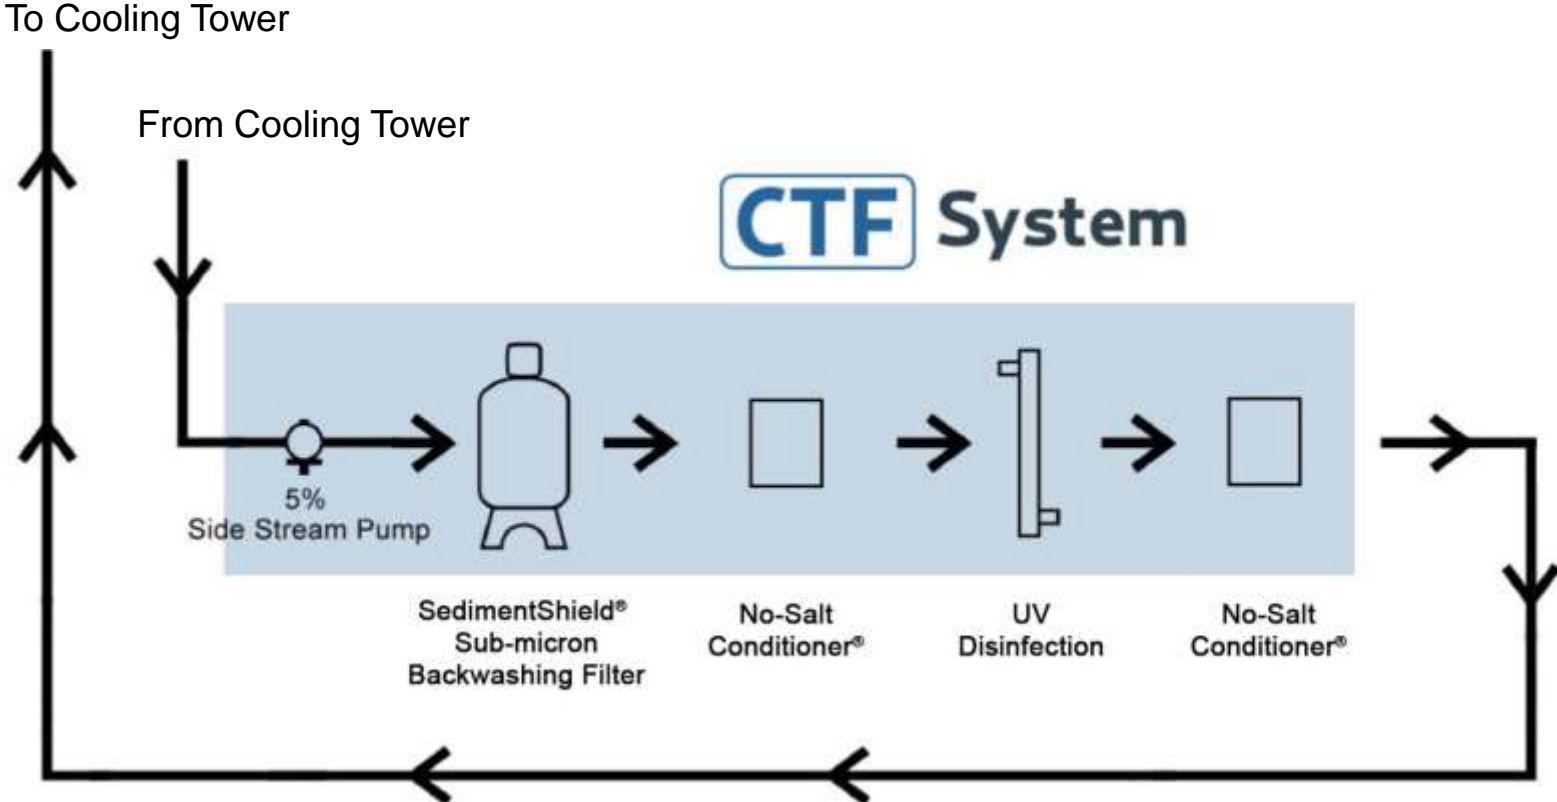 To Cooling Tower
From Cooling Tower
CTF System
5%
Side Stream Pump
SedimentShield®
Sub-micron
Backwashing Filter
No-Salt
Conditioner®
UV
Disinfection
No-Salt
Conditioner®